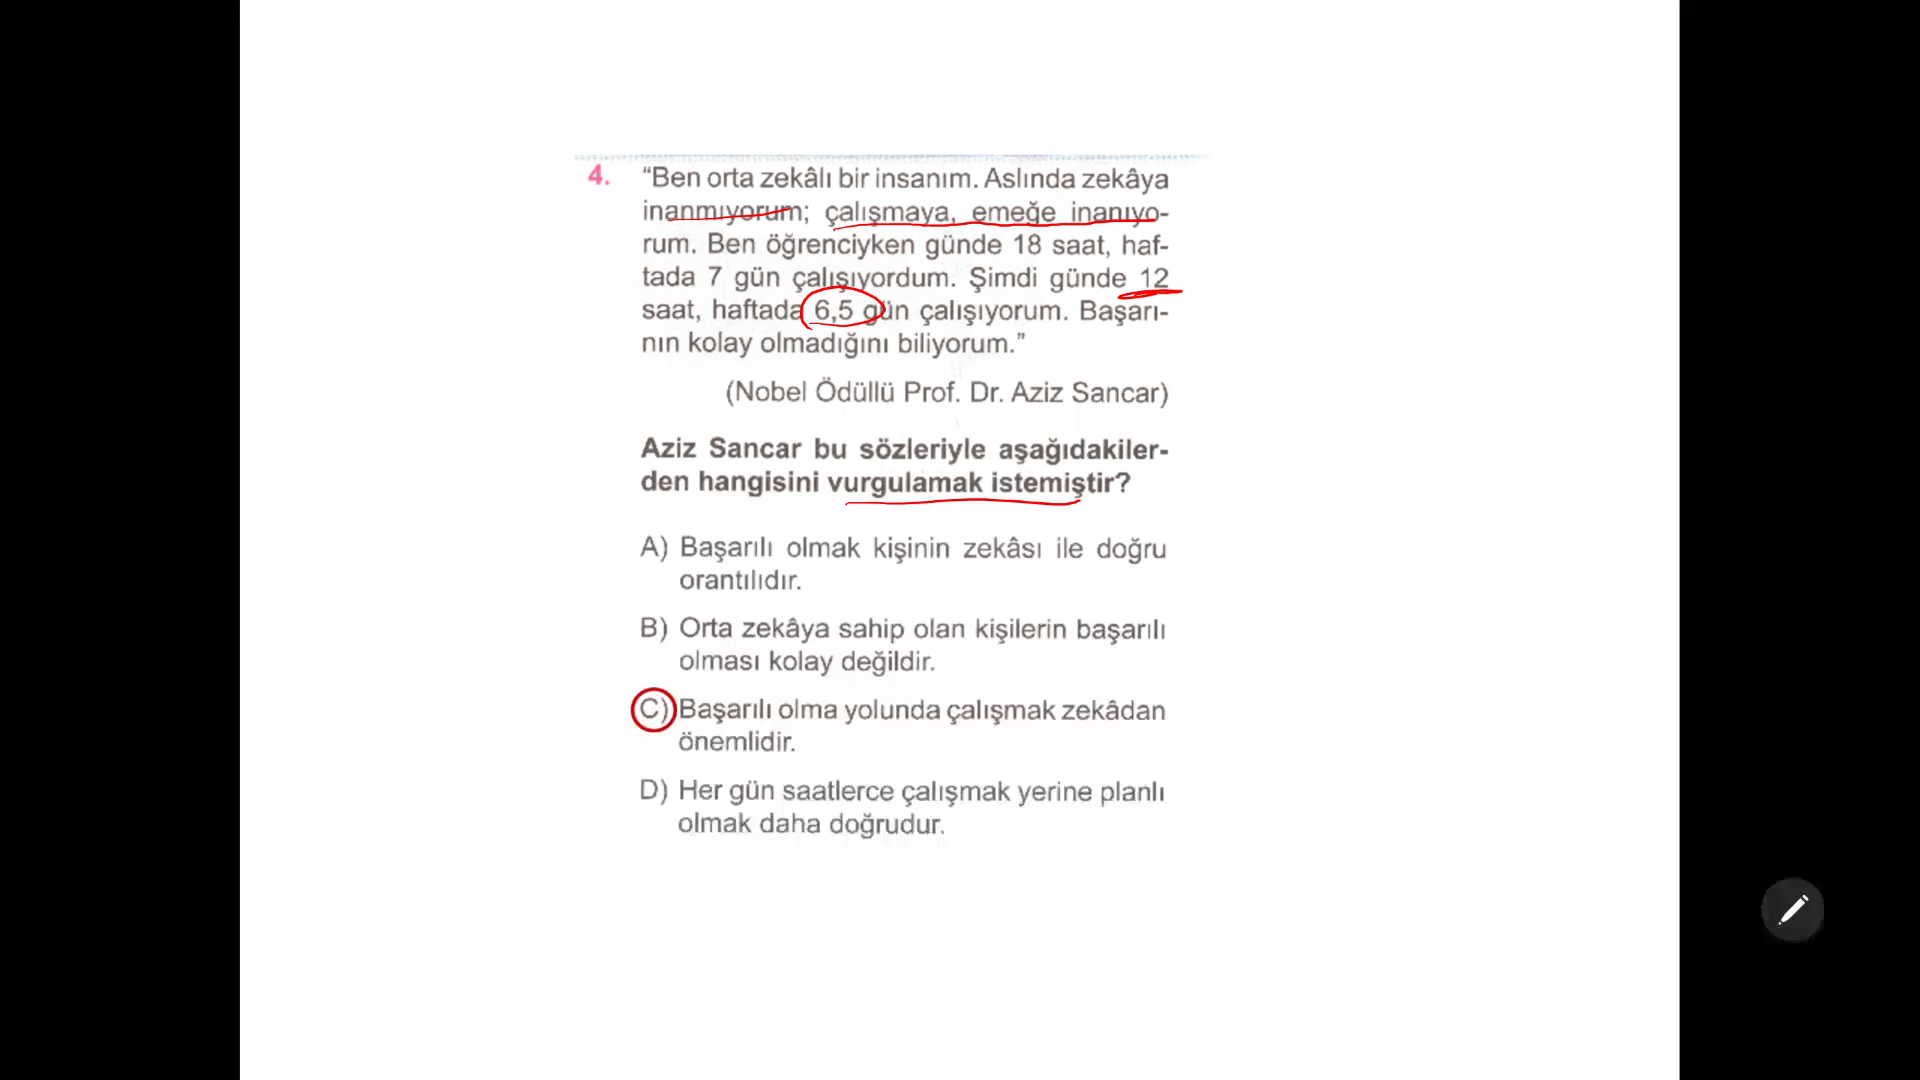 4. “Ben orta zekâlı bir insanım. Aslında zekâya
inanmıyorum; çalışmaya, emeğe inanıyo-
rum. Ben öğrenciyken günde 18 saat, haf-
tada 7 gün çalışıyordum. Şimdi günde 12
saat, haftada 6,5 gün çalışıyorum. Başarı-
nın kolay olmadığını biliyorum.”
(Nobel Ödüllü Prof. Dr. Aziz Sancar)
Aziz Sancar bu sözleriyle aşağıdakiler-
den hangisini vurgulamak istemiştir?
A) Başarılı olmak kişinin zekâsı ile doğru
orantılıdır.
B) Orta zekâya sahip olan kişilerin başarılı
olması kolay değildir.
C) Başarılı olma yolunda çalışmak zekâdan
önemlidir.
D) Her gün saatlerce çalışmak yerine planlı
olmak daha doğrudur.